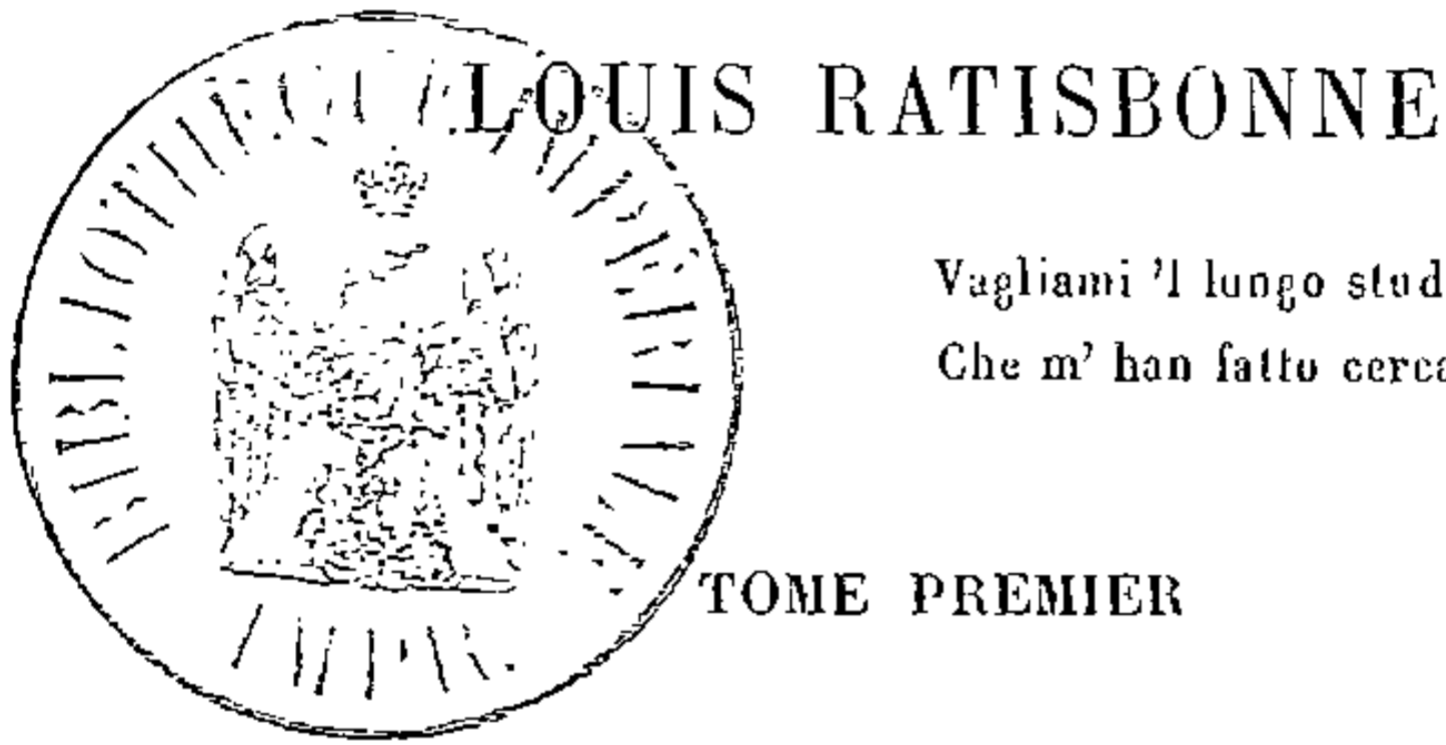 LOUIS RATISBONNE
Vagliami 'l lungo stud
Che m' han fatto cerca
TOME PREMIER